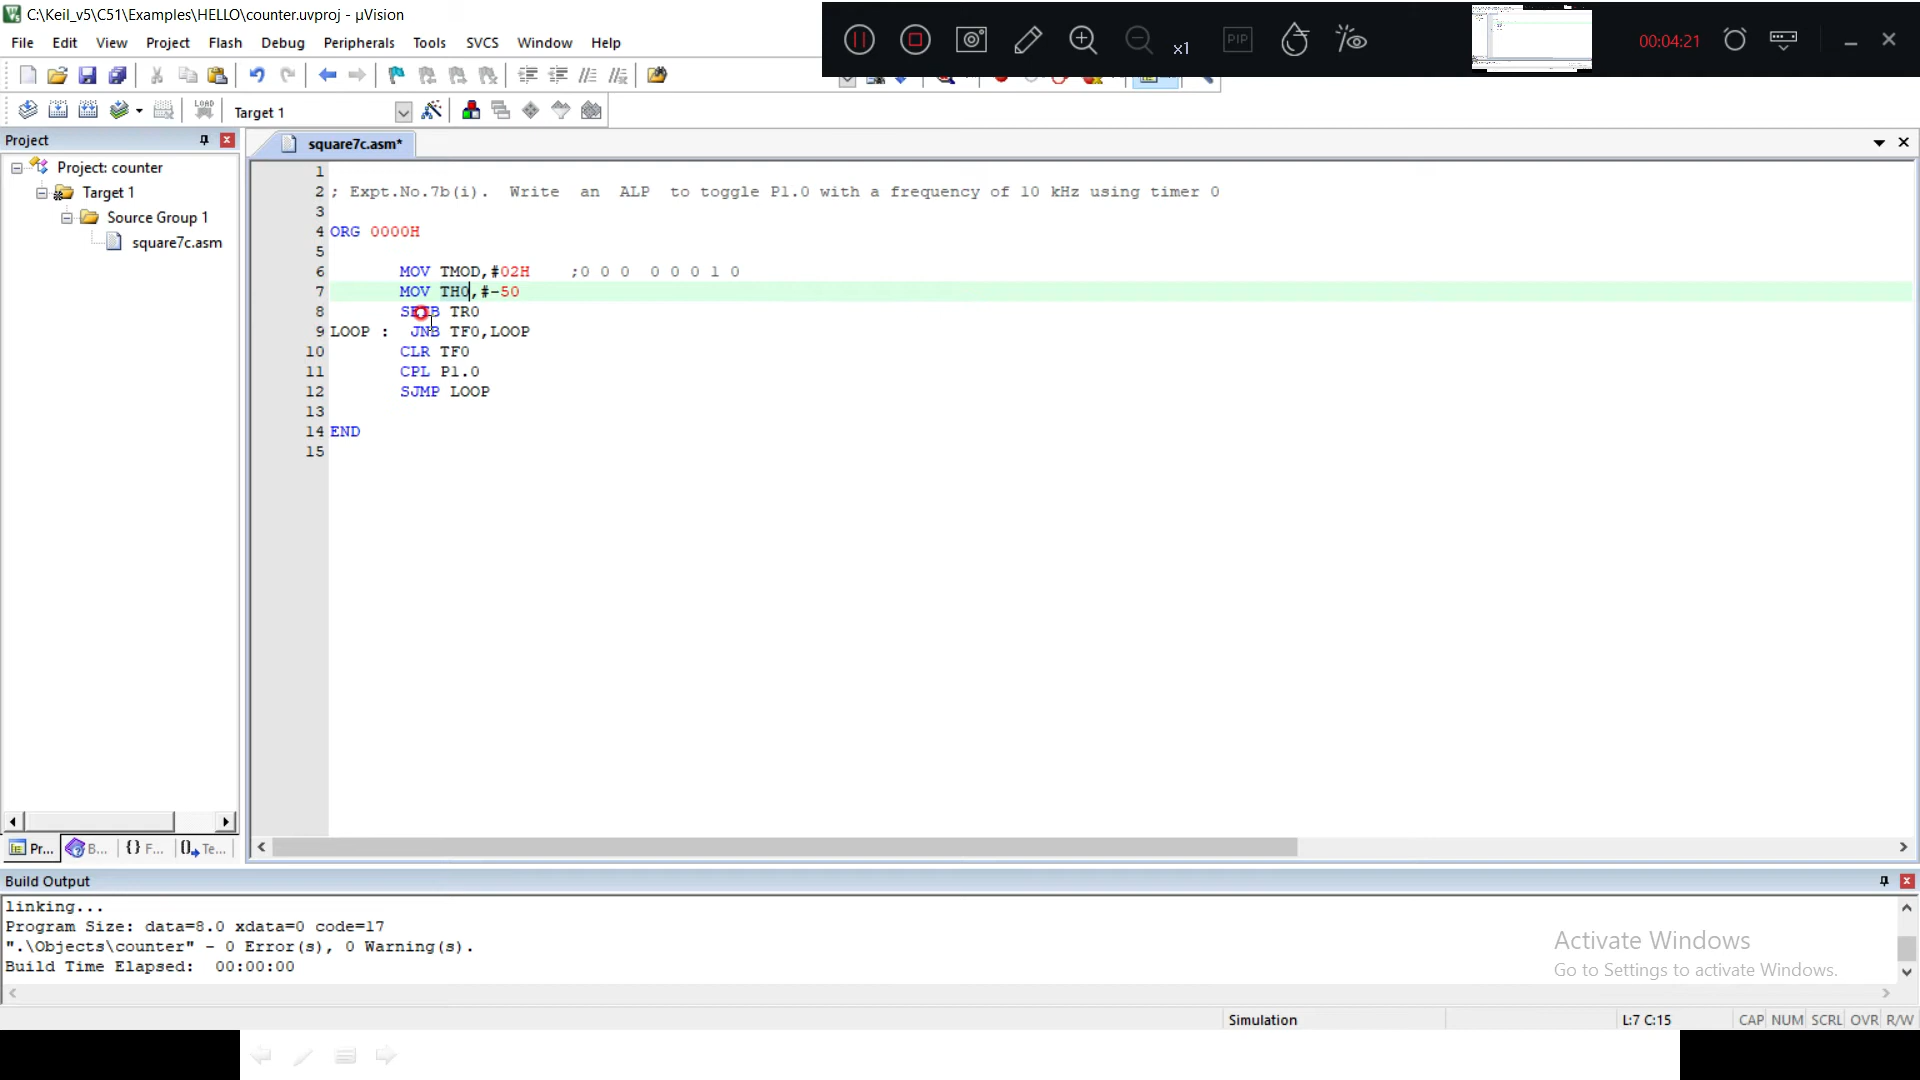 C:\Keil_v5\C51\Examples\HELLO\counter.uvproj - µVision
File Edit View Project Flash Debug Peripherals Tools SVCS Window Help
x1
PIP
00:04:21
LOAD
Target 1
Project
square7c.asm*
Project: counter
Target 1
Source Group 1
square7c.asm
1
2 ; Expt.No.7b(i). Write an ALP to toggle P1.0 with a frequency of 10 kHz using timer 0
3
4 ORG 0000H
5
6 MOV TMOD,#02H ;0 0 0 0 0 0 1 0
7 MOV TH0,#-50
8 SETB TR0
9 LOOP : JNB TF0,LOOP
10 CLR TF0
11 CPL P1.0
12 SJMP LOOP
13
14 END
15
Pr... B... {} F... 0 Te...
Build Output
linking...
Program Size: data=8.0 xdata=0 code=17
".\Objects\counter" - 0 Error(s), 0 Warning(s).
Build Time Elapsed: 00:00:00
Activate Windows
Go to Settings to activate Windows.
Simulation
L:7 C:15
CAP NUM SCRL OVR R/W